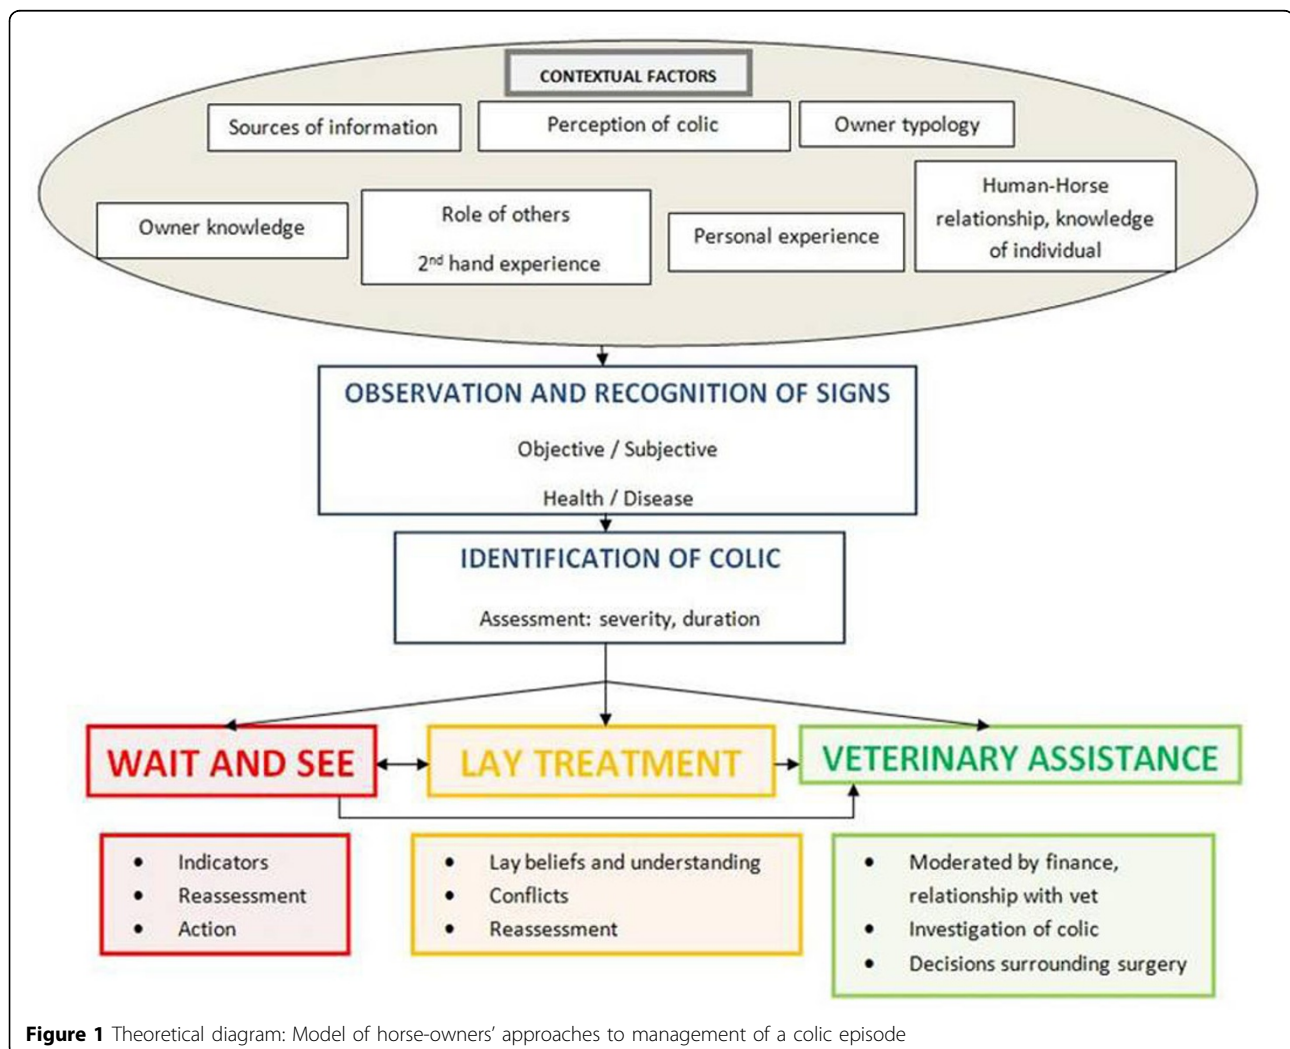 CONTEXTUAL FACTORS
Sources of information
Perception of colic
Owner typology
Owner knowledge
Role of others
2nd hand experience
Personal experience
Human-Horse
relationship, knowledge
of individual
OBSERVATION AND RECOGNITION OF SIGNS
Objective / Subjective
Health / Disease
IDENTIFICATION OF COLIC
Assessment: severity, duration
WAIT AND SEE
LAY TREATMENT
VETERINARY ASSISTANCE
• Indicators
• Reassessment
• Action
• Lay beliefs and understanding
• Conflicts
• Reassessment
• Moderated by finance,
relationship with vet
• Investigation of colic
• Decisions surrounding surgery
Figure 1 Theoretical diagram: Model of horse-owners’ approaches to management of a colic episode